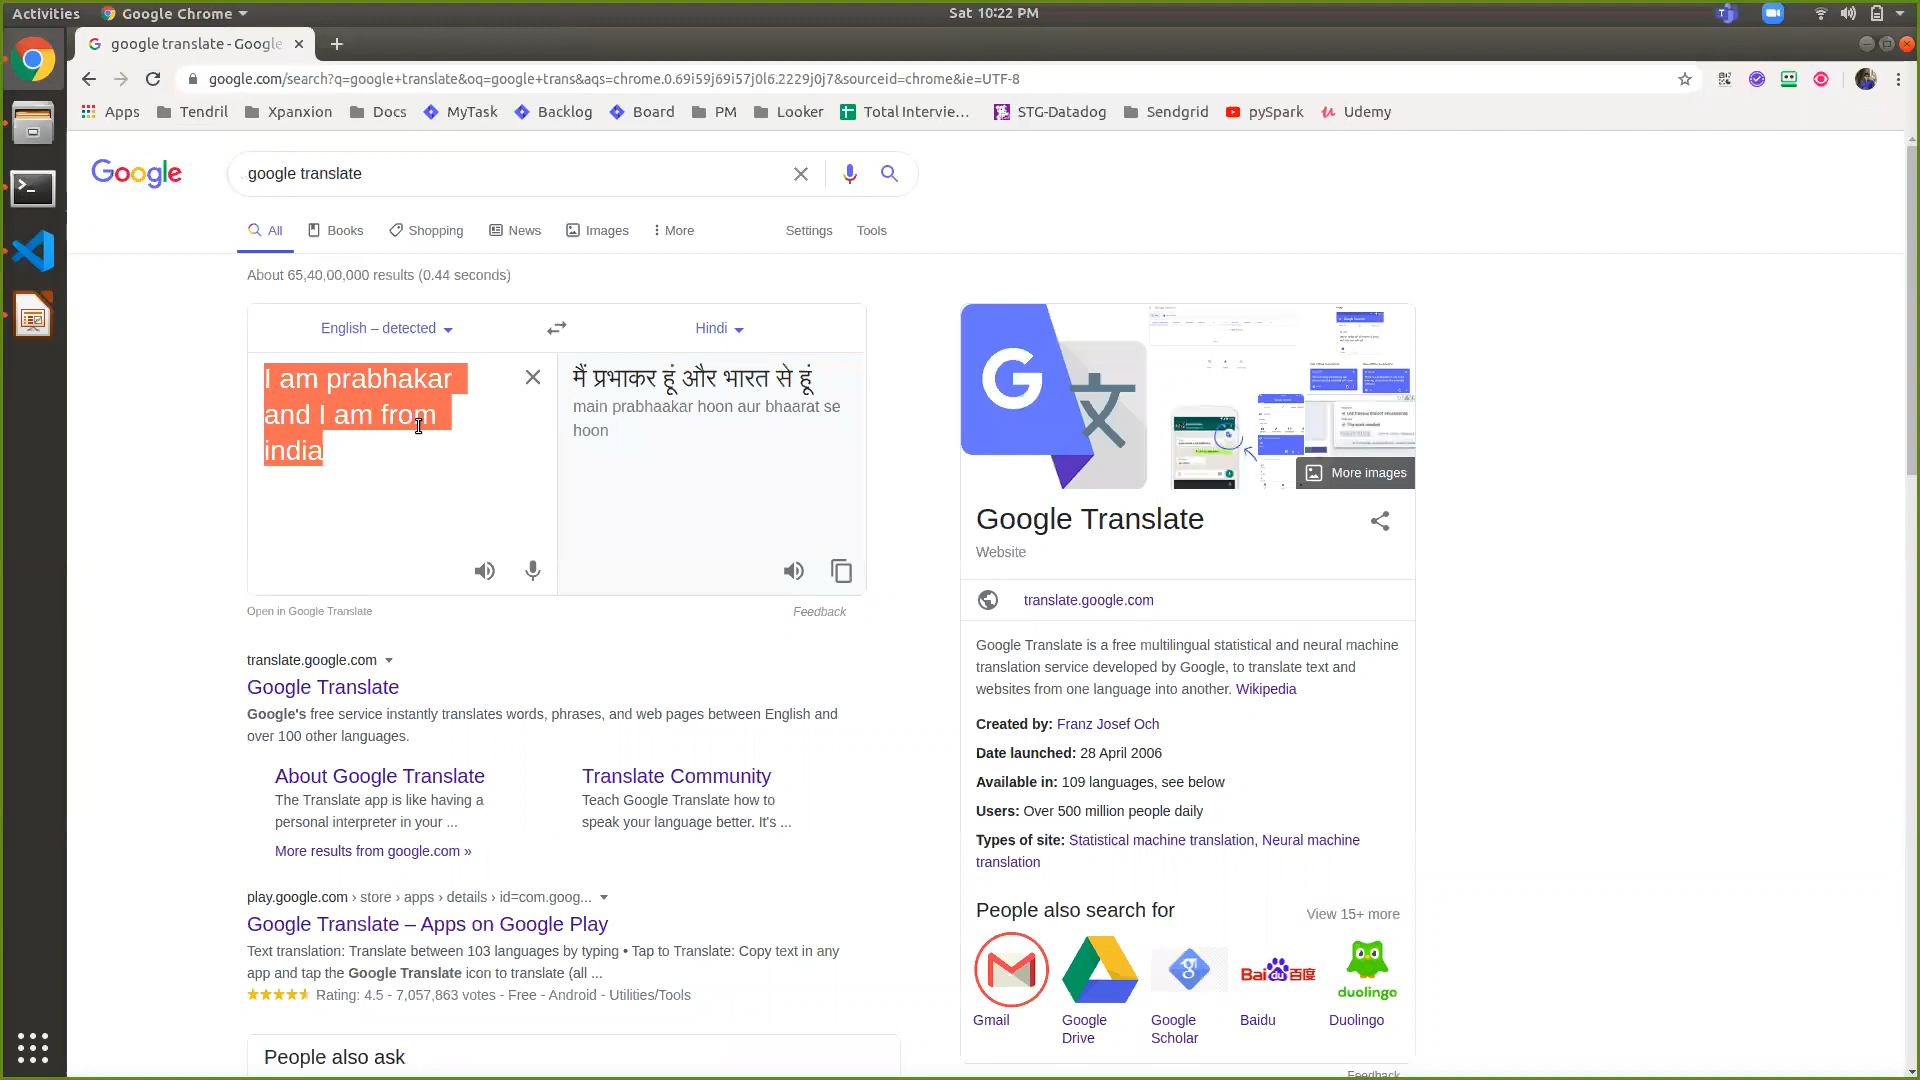 Activities Google Chrome Sat 10:22 PM
google translate - Google
google.com/search?q=google+translate&oq=google+trans&aqs=chrome.0.69i59j69i57j0l6.2229j0j7&sourceid=chrome&ie=UTF-8
Apps Tendril Xpanxion Docs MyTask Backlog Board PM Looker Total Intervie... STG-Datadog Sendgrid pySpark Udemy
Google google translate
All Books Shopping News Images More Settings Tools
About 65,40,00,000 results (0.44 seconds)
English – detected Hindi
I am prabhakar
and I am from
india
मैं प्रभाकर हूं और भारत से हूं
main prabhaakar hoon aur bhaarat se
hoon
Open in Google Translate Feedback
translate.google.com
Google Translate
Google's free service instantly translates words, phrases, and web pages between English and
over 100 other languages.
About Google Translate
The Translate app is like having a
personal interpreter in your ...
Translate Community
Teach Google Translate how to
speak your language better. It's ...
More results from google.com »
play.google.com › store › apps › details › id=com.goog...
Google Translate – Apps on Google Play
Text translation: Translate between 103 languages by typing • Tap to Translate: Copy text in any
app and tap the Google Translate icon to translate (all ...
Rating: 4.5 - 7,057,863 votes - Free - Android - Utilities/Tools
People also ask
G 文
More images
Google Translate
Website
translate.google.com
Google Translate is a free multilingual statistical and neural machine
translation service developed by Google, to translate text and
websites from one language into another. Wikipedia
Created by: Franz Josef Och
Date launched: 28 April 2006
Available in: 109 languages, see below
Users: Over 500 million people daily
Types of site: Statistical machine translation, Neural machine
translation
People also search for View 15+ more
Bai du 百度
duolingo
Gmail
Google
Drive
Google
Scholar
Baidu
Duolingo
Feedback